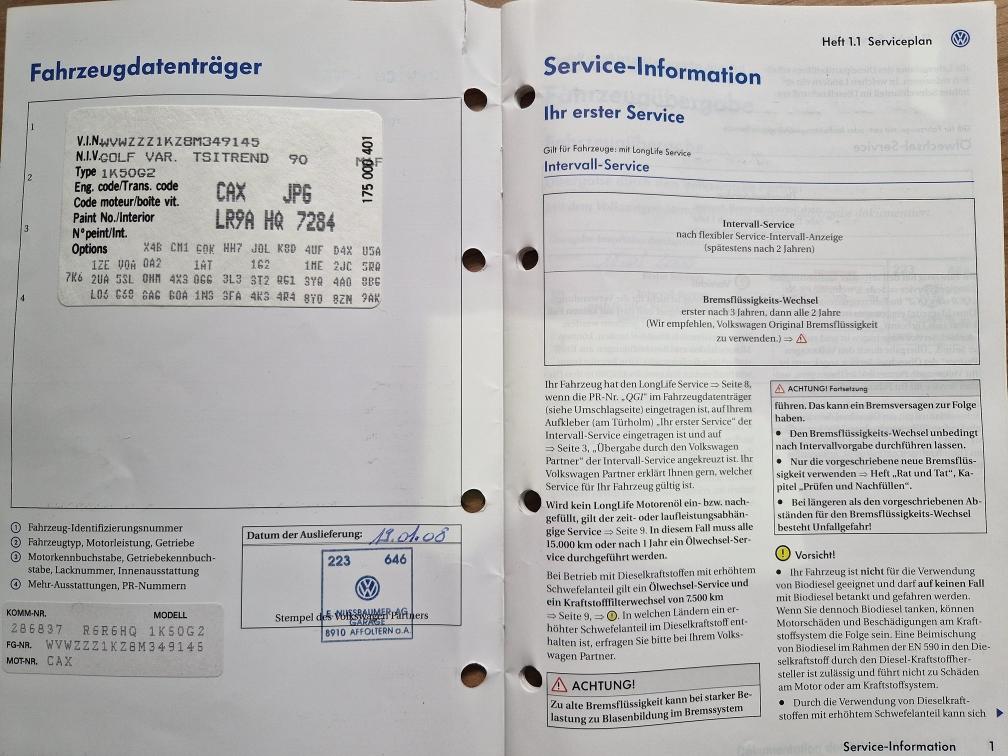 Fahrzeugdatenträger
1
2
3
4
V.I.N. WVWZZZ1KZ8M349145
N.I.V. GOLF VAR. TSITREND 90
Type 1K50G2
Eng. code/Trans. code
Code moteur/boîte vit.
CAX JPG
Paint No./Interior
N° peint/Int.
LR9A HQ 7284
175 000 401
Options
X4B CM1 G0K HH7 J0L K8D 4UF D4X U5A
1ZE V0A 0A2 1AT 1G2 1ME 2JC 5RQ
7K6 2UA 5SL 0HM 4X3 0GG 3L3 3T2 QG1 3YQ 4A0 8BG
L06 C68 6AG 60A 1N3 3FA 4K3 4R4 8Y0 8ZN 9AK
① Fahrzeug-Identifizierungsnummer
② Fahrzeugtyp, Motorleistung, Getriebe
③ Motorkennbuchstabe, Getriebekennbuch-
stabe, Lacknummer, Innenausstattung
④ Mehr-Ausstattungen, PR-Nummern
Datum der Auslieferung: 19.01.08
223 646
Stempel des Volkswagen Partners
E. NUSSBAUMER AG
GARAGE
8910 AFFOLTERN a.A.
KOMM-NR. MODELL
286837 R6R6HQ 1K50G2
FG-NR. WVWZZZ1KZ8M349145
MOT-NR. CAX
Heft 1.1 Serviceplan
Service-Information
Ihr erster Service
Gilt für Fahrzeuge: mit LongLife Service
Intervall-Service
Intervall-Service
nach flexibler Service-Intervall-Anzeige
(spätestens nach 2 Jahren)
Bremsflüssigkeits-Wechsel
erster nach 3 Jahren, dann alle 2 Jahre
(Wir empfehlen, Volkswagen Original Bremsflüssigkeit
zu verwenden.) ⇒ ⚠
Ihr Fahrzeug hat den LongLife Service ⇒ Seite 8,
wenn die PR-Nr. „QG1" im Fahrzeugdatenträger
(siehe Umschlagseite) eingetragen ist, auf Ihrem
Aufkleber (am Türholm) „Ihr erster Service" der
Intervall-Service eingetragen ist und auf
⇒ Seite 3, „Übergabe durch den Volkswagen
Partner" der Intervall-Service angekreuzt ist. Ihr
Volkswagen Partner erklärt Ihnen gern, welcher
Service für Ihr Fahrzeug gültig ist.
Wird kein LongLife Motorenöl ein- bzw. nach-
gefüllt, gilt der zeit- oder laufleistungsabhän-
gige Service ⇒ Seite 9. In diesem Fall muss alle
15.000 km oder nach 1 Jahr ein Ölwechsel-Ser-
vice durchgeführt werden.
Bei Betrieb mit Dieselkraftstoffen mit erhöhtem
Schwefelanteil gilt ein Ölwechsel-Service und
ein Kraftstofffilterwechsel von 7.500 km
⇒ Seite 9, ⇒ ⓘ. In welchen Ländern ein er-
höhter Schwefelanteil im Dieselkraftstoff ent-
halten ist, erfragen Sie bitte bei Ihrem Volks-
wagen Partner.
⚠ ACHTUNG!
Zu alte Bremsflüssigkeit kann bei starker Be-
lastung zu Blasenbildung im Bremssystem
⚠ ACHTUNG! Fortsetzung
führen. Das kann ein Bremsversagen zur Folge
haben.
• Den Bremsflüssigkeits-Wechsel unbedingt
nach Intervallvorgabe durchführen lassen.
• Nur die vorgeschriebene neue Bremsflüs-
sigkeit verwenden ⇒ Heft „Rat und Tat", Ka-
pitel „Prüfen und Nachfüllen".
• Bei längeren als den vorgeschriebenen Ab-
ständen für den Bremsflüssigkeits-Wechsel
besteht Unfallgefahr!
Vorsicht!
• Ihr Fahrzeug ist nicht für die Verwendung
von Biodiesel geeignet und darf auf keinen Fall
mit Biodiesel betankt und gefahren werden.
Wenn Sie dennoch Biodiesel tanken, können
Motorschäden und Beschädigungen am Kraft-
stoffsystem die Folge sein. Eine Beimischung
von Biodiesel im Rahmen der EN 590 in den Die-
selkraftstoff durch den Diesel-Kraftstoffher-
steller ist zulässig und führt nicht zu Schäden
am Motor oder am Kraftstoffsystem.
• Durch die Verwendung von Dieselkraft-
stoffen mit erhöhtem Schwefelanteil kann sich
Service-Information 1